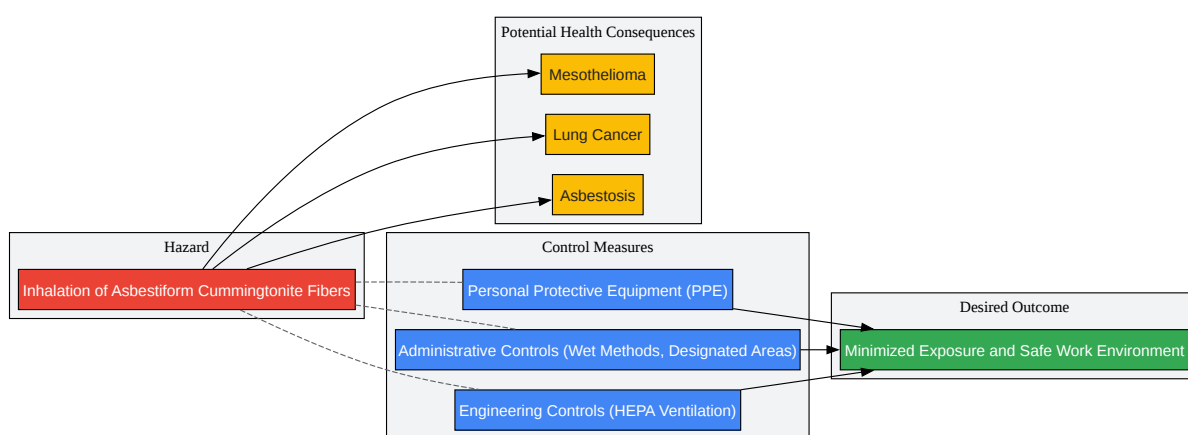 Potential Health Consequences
Mesothelioma
Lung Cancer
Asbestosis
Hazard
Inhalation of Asbestiform Cummingtonite Fibers
Control Measures
Personal Protective Equipment (PPE)
Administrative Controls (Wet Methods, Designated Areas)
Engineering Controls (HEPA Ventilation)
Desired Outcome
Minimized Exposure and Safe Work Environment